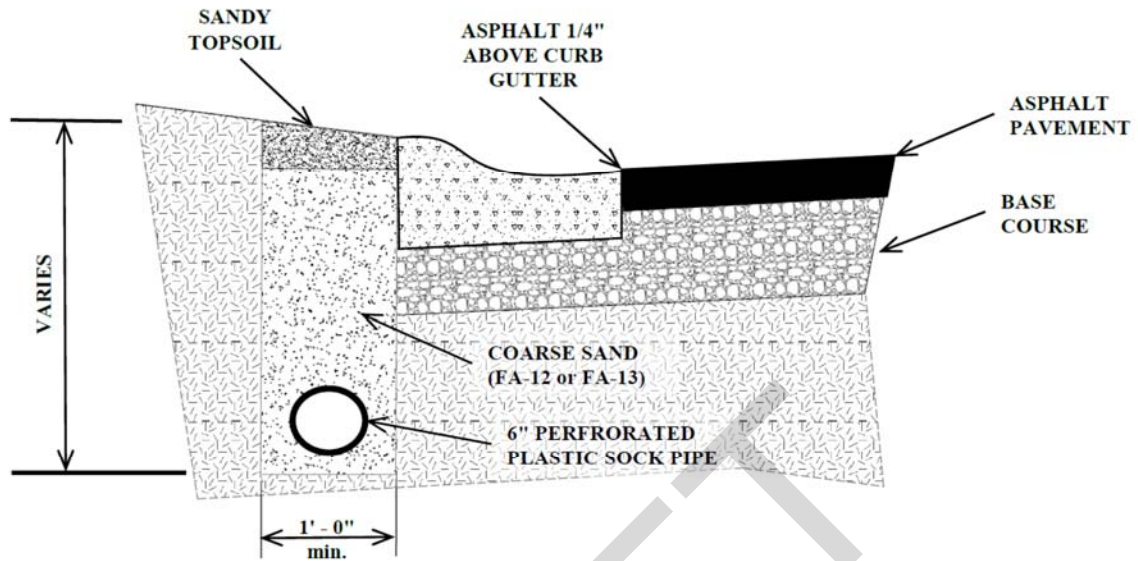 SANDY
TOPSOIL
ASPHALT 1/4"
ABOVE CURB
GUTTER
ASPHALT
PAVEMENT
BASE
COURSE
VARIES
COARSE SAND
(FA-12 or FA-13)
6" PERFRORATED
PLASTIC SOCK PIPE
1' - 0"
min.